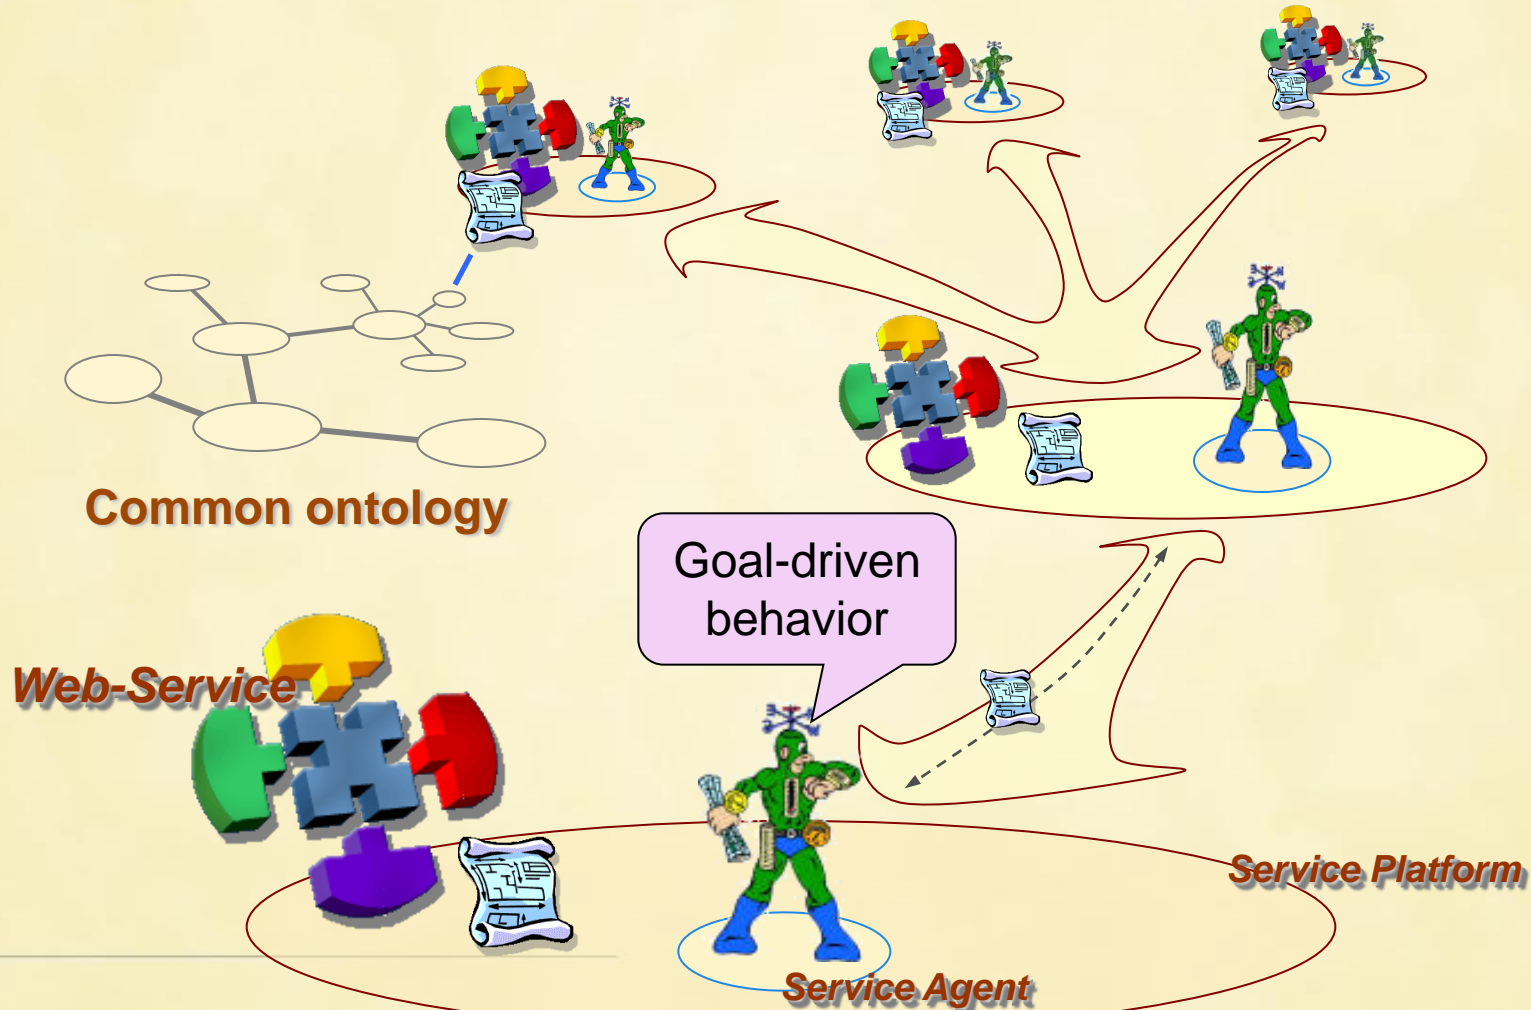 Common ontology
Goal-driven
behavior
Web-Service
Service Platform
Service Agent